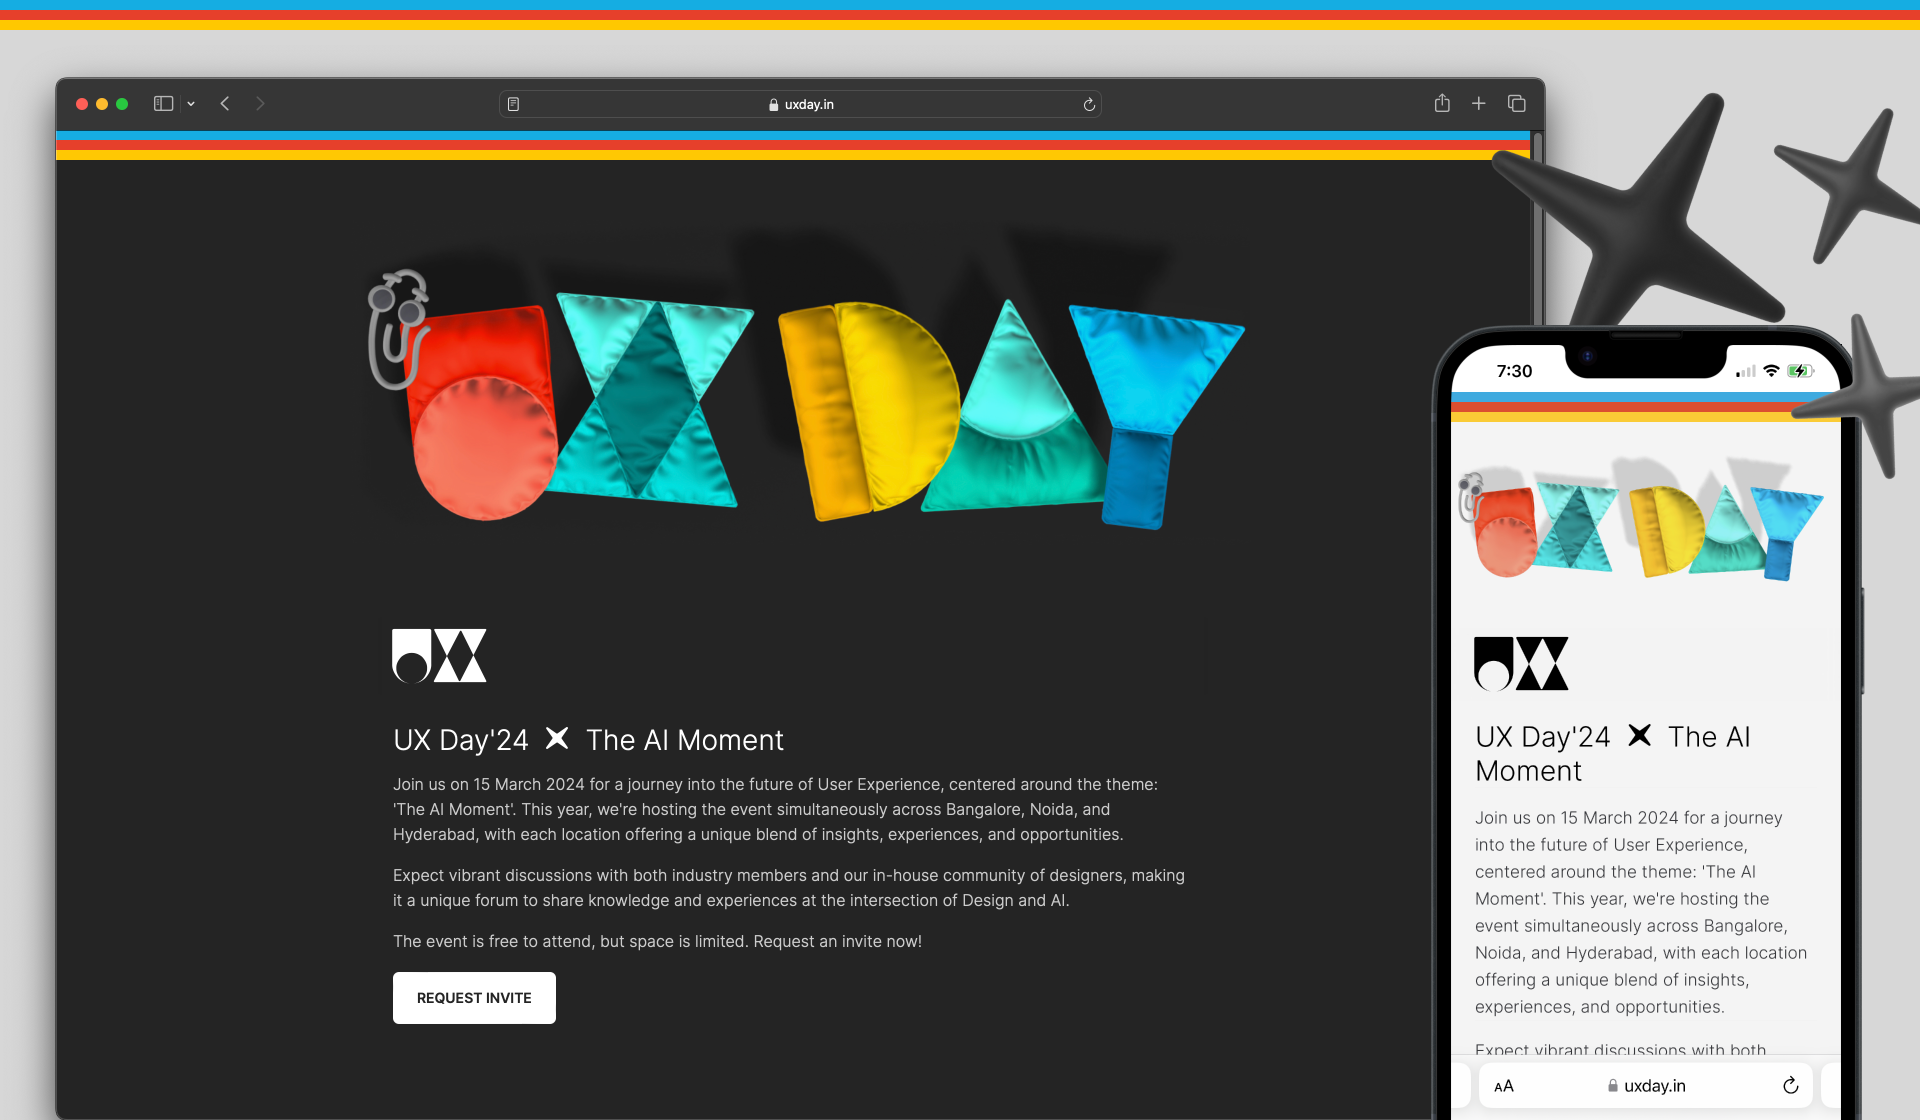 uxday.in
UX DAY
UX
UX Day'24 The AI Moment
Join us on 15 March 2024 for a journey into the future of User Experience, centered around the theme:
'The AI Moment'. This year, we're hosting the event simultaneously across Bangalore, Noida, and
Hyderabad, with each location offering a unique blend of insights, experiences, and opportunities.
Expect vibrant discussions with both industry members and our in-house community of designers, making
it a unique forum to share knowledge and experiences at the intersection of Design and AI.
The event is free to attend, but space is limited. Request an invite now!
REQUEST INVITE
7:30
UX DAY
UX
UX Day'24 The AI
Moment
Join us on 15 March 2024 for a journey
into the future of User Experience,
centered around the theme: 'The AI
Moment'. This year, we're hosting the
event simultaneously across Bangalore,
Noida, and Hyderabad, with each location
offering a unique blend of insights,
experiences, and opportunities.
Expect vibrant discussions with both
AA uxday.in